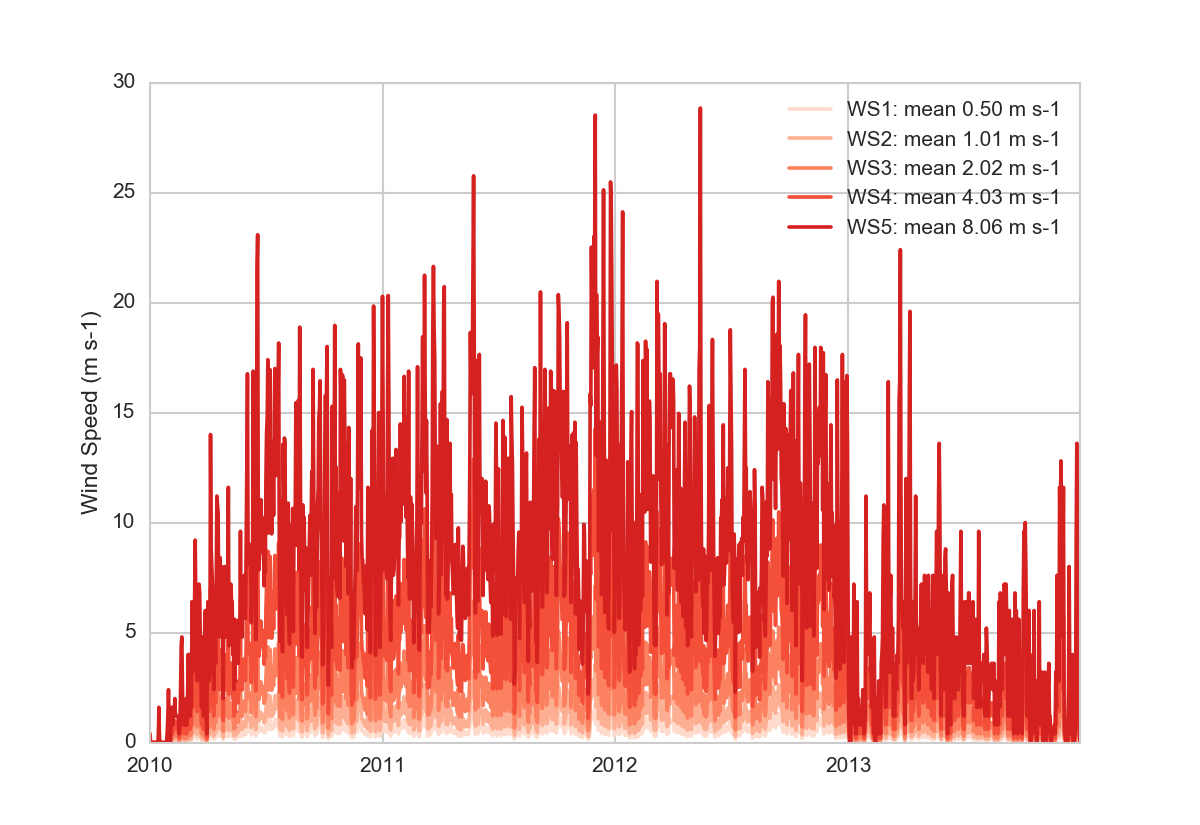 30
WS1: mean 0.50 m s-1
WS2: mean 1.01 m s-1
WS3: mean 2.02 m s-1
25
WS4: mean 4.03 m s-1
WS5: mean 8.06 m s-1
20
Wind Speed (m s-1)
15
10
5
0
2010 2011 2012 2013